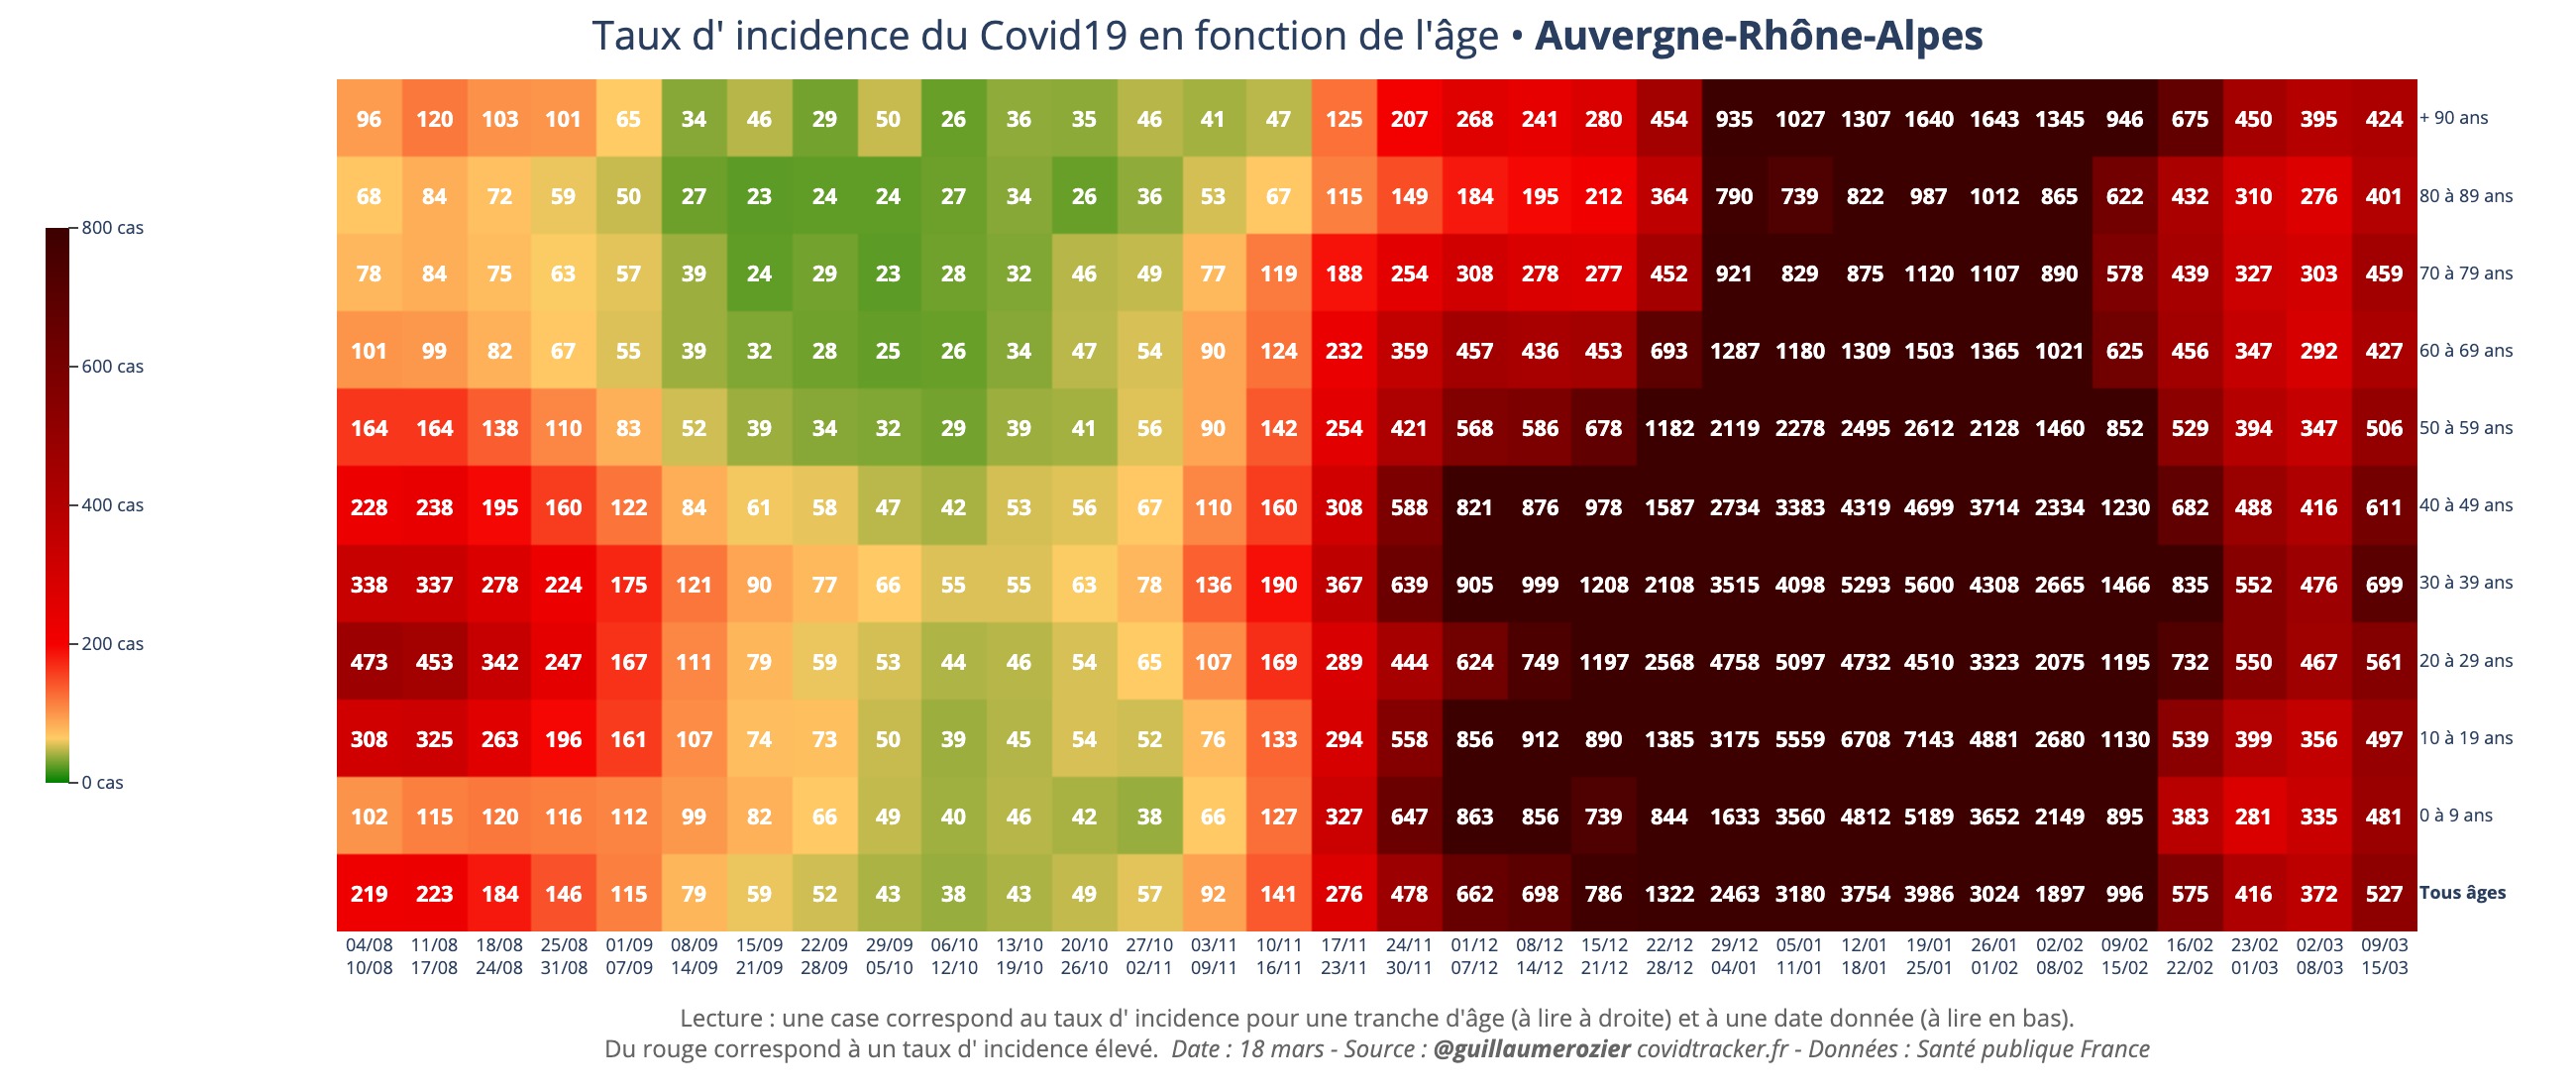 Taux d' incidence du Covid19 en fonction de l'âge • Auvergne-Rhône-Alpes
800 cas
600 cas
400 cas
200 cas
0 cas
96 120 103 101 65 34 46 29 50 26 36 35 46 41 47 125 207 268 241 280 454 935 1027 1307 1640 1643 1345 946 675 450 395 424 + 90 ans
68 84 72 59 50 27 23 24 24 27 34 26 36 53 67 115 149 184 195 212 364 790 739 822 987 1012 865 622 432 310 276 401 80 à 89 ans
78 84 75 63 57 39 24 29 23 28 32 46 49 77 119 188 254 308 278 277 452 921 829 875 1120 1107 890 578 439 327 303 459 70 à 79 ans
101 99 82 67 55 39 32 28 25 26 34 47 54 90 124 232 359 457 436 453 693 1287 1180 1309 1503 1365 1021 625 456 347 292 427 60 à 69 ans
164 164 138 110 83 52 39 34 32 29 39 41 56 90 142 254 421 568 586 678 1182 2119 2278 2495 2612 2128 1460 852 529 394 347 506 50 à 59 ans
228 238 195 160 122 84 61 58 47 42 53 56 67 110 160 308 588 821 876 978 1587 2734 3383 4319 4699 3714 2334 1230 682 488 416 611 40 à 49 ans
338 337 278 224 175 121 90 77 66 55 55 63 78 136 190 367 639 905 999 1208 2108 3515 4098 5293 5600 4308 2665 1466 835 552 476 699 30 à 39 ans
473 453 342 247 167 111 79 59 53 44 46 54 65 107 169 289 444 624 749 1197 2568 4758 5097 4732 4510 3323 2075 1195 732 550 467 561 20 à 29 ans
308 325 263 196 161 107 74 73 50 39 45 54 52 76 133 294 558 856 912 890 1385 3175 5559 6708 7143 4881 2680 1130 539 399 356 497 10 à 19 ans
102 115 120 116 112 99 82 66 49 40 46 42 38 66 127 327 647 863 856 739 844 1633 3560 4812 5189 3652 2149 895 383 281 335 481 0 à 9 ans
219 223 184 146 115 79 59 52 43 38 43 49 57 92 141 276 478 662 698 786 1322 2463 3180 3754 3986 3024 1897 996 575 416 372 527 Tous âges
04/08 11/08 18/08 25/08 01/09 08/09 15/09 22/09 29/09 06/10 13/10 20/10 27/10 03/11 10/11 17/11 24/11 01/12 08/12 15/12 22/12 29/12 05/01 12/01 19/01 26/01 02/02 09/02 16/02 23/02 02/03 09/03
10/08 17/08 24/08 31/08 07/09 14/09 21/09 28/09 05/10 12/10 19/10 26/10 02/11 09/11 16/11 23/11 30/11 07/12 14/12 21/12 28/12 04/01 11/01 18/01 25/01 01/02 08/02 15/02 22/02 01/03 08/03 15/03
Lecture : une case correspond au taux d' incidence pour une tranche d'âge (à lire à droite) et à une date donnée (à lire en bas).
Du rouge correspond à un taux d' incidence élevé. Date : 18 mars - Source : @guillaumerozier covidtracker.fr - Données : Santé publique France